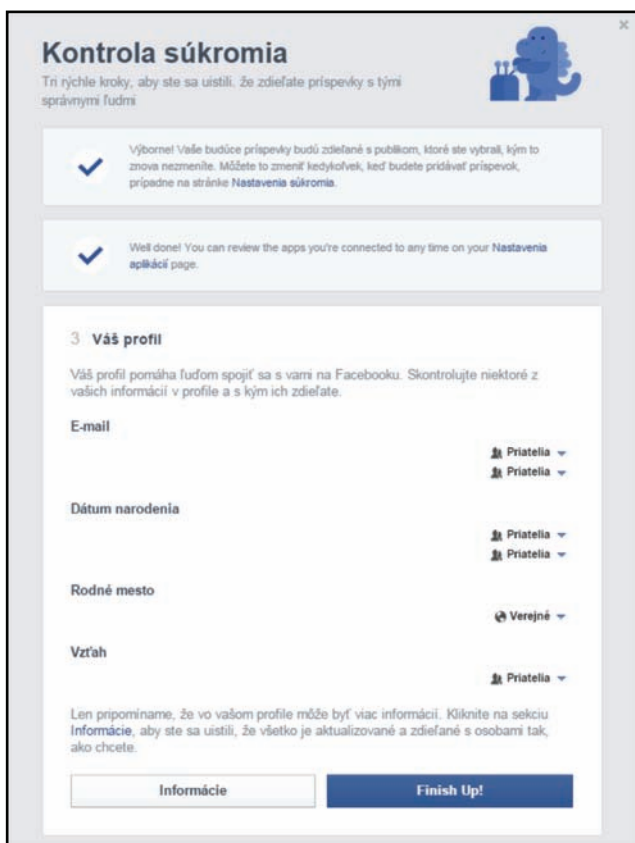 Kontrola súkromia
Tri rýchle kroky, aby ste sa uistili, že zdieľate príspevky s tými
správnymi ľuďmi
Výborne! Vaše budúce príspevky budú zdieľané s publikom, ktoré ste vybrali, kým to
znova nezmeníte. Môžete to zmeniť kedykoľvek, keď budete pridávať príspevok,
prípadne na stránke Nastavenia súkromia.
Well done! You can review the apps you're connected to any time on your Nastavenia
aplikácií page.
3 Váš profil
Váš profil pomáha ľuďom spojiť sa s vami na Facebooku. Skontrolujte niektoré z
vašich informácií v profile a s kým ich zdieľate.
E-mail
Priatelia
Priatelia
Dátum narodenia
Priatelia
Priatelia
Rodné mesto
Verejné
Vzťah
Priatelia
Len pripomíname, že vo vašom profile môže byť viac informácií. Kliknite na sekciu
Informácie, aby ste sa uistili, že všetko je aktualizované a zdieľané s osobami tak,
ako chcete.
Informácie
Finish Up!